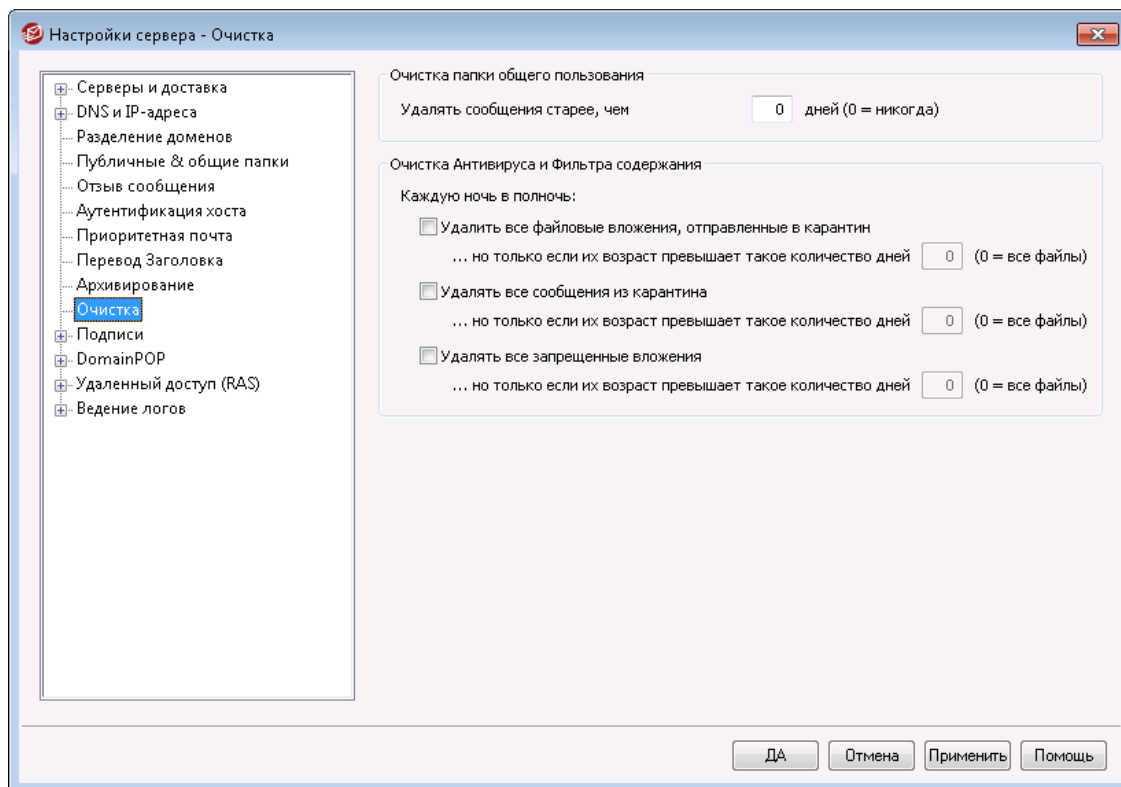 Настройки сервера - Очистка
Серверы и доставка
DNS и IP-адреса
Разделение доменов
Публичные & общие папки
Отзыв сообщения
Аутентификация хоста
Приоритетная почта
Перевод Заголовка
Архивирование
Очистка
Подписи
DomainPOP
Удаленный доступ (RAS)
Ведение логов
Очистка папки общего пользования
Удалять сообщения старее, чем 0 дней (0 = никогда)
Очистка Антивируса и Фильтра содержания
Каждую ночь в полночь:
Удалить все файловые вложения, отправленные в карантин
... но только если их возраст превышает такое количество дней 0 (0 = все файлы)
Удалять все сообщения из карантина
... но только если их возраст превышает такое количество дней 0 (0 = все файлы)
Удалять все запрещенные вложения
... но только если их возраст превышает такое количество дней 0 (0 = все файлы)
ДА Отмена Применить Помощь